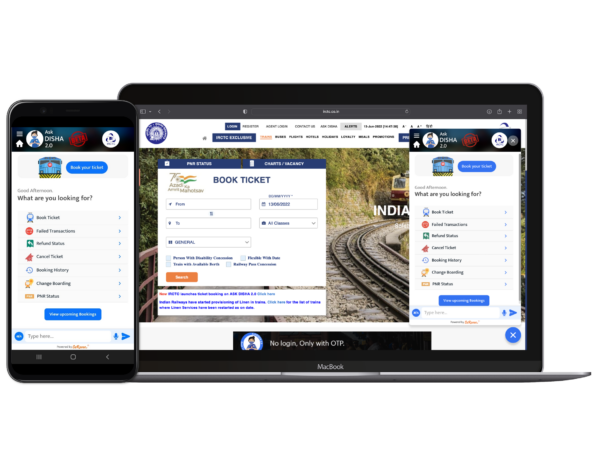 Ask
DISHA
2.0
Book your ticket
Good Afternoon.
What are you looking for?
Book Ticket
Failed Transactions
Refund Status
Cancel Ticket
Booking History
Change Boarding
PNR Status
View upcoming Bookings
Type here...
Powered by
LOGIN
REGISTER
AGENT LOGIN
CONTACT US
ASK DISHA
ALERTS
IRCTC EXCLUSIVE
TRAINS
BUSES
FLIGHTS
HOTELS
HOLIDAYS
LOYALTY
MEALS
PROMOTIONS
PNR STATUS
CHARTS / VACANCY
Azadi Ka
Amrit Mahotsav
BOOK TICKET
From
DD/MM/YYYY *
13/06/2022
To
All Classes
GENERAL
Person With Disability Concession
Flexible With Date
Train with Available Berth
Railway Pass Concession
Search
New IRCTC launches ticket booking on ASK DISHA 2.0 Click here
Indian Railways have started provisioning of Linen in trains. Click here for the list of trains
where Linen Services have been restarted as on date.
INDIA
No login, Only with OTP.
Ask
DISHA
2.0
Book your ticket
Good Afternoon.
What are you looking for?
Book Ticket
Failed Transactions
Refund Status
Cancel Ticket
Booking History
Change Boarding
PNR Status
View upcoming Bookings
Type here...
Powered by
MacBook